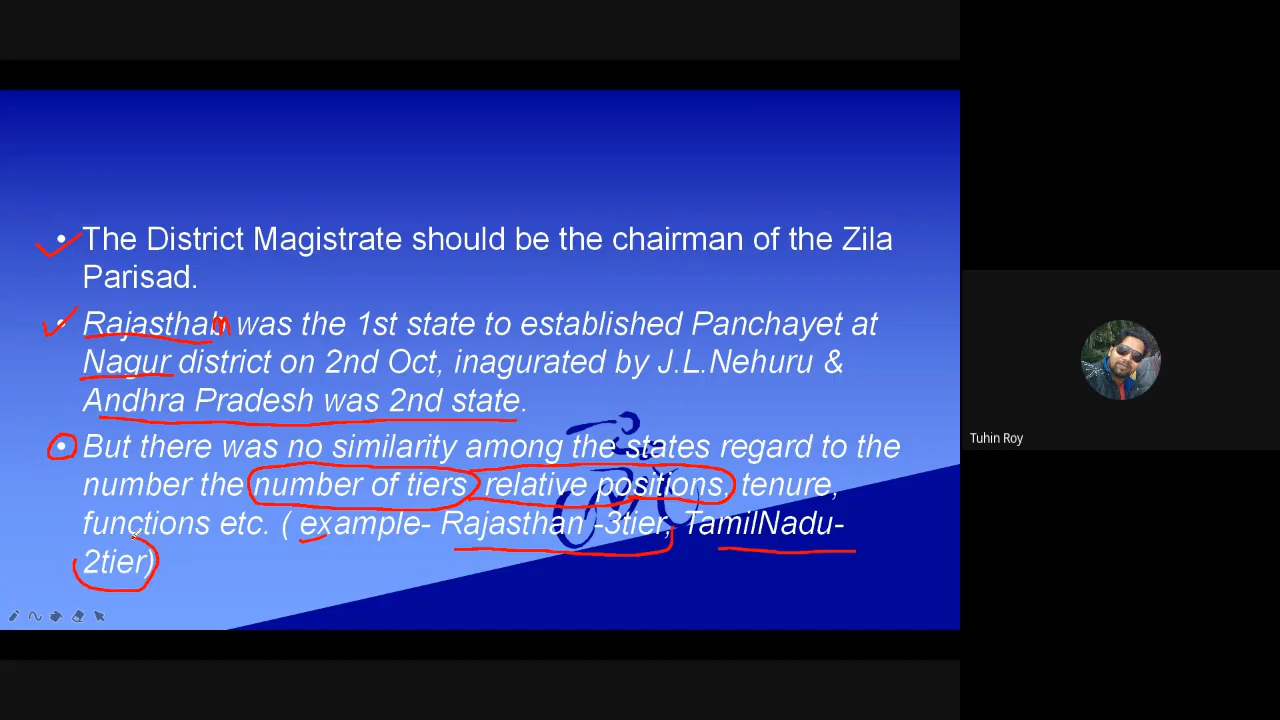 • The District Magistrate should be the chairman of the Zila
Parisad.
• Rajasthan was the 1st state to established Panchayet at
Nagur district on 2nd Oct, inagurated by J.L.Nehuru &
Andhra Pradesh was 2nd state.
• But there was no similarity among the states regard to the
number the number of tiers, relative positions, tenure,
functions etc. ( example- Rajasthan -3tier, TamilNadu-
2tier)
Tuhin Roy